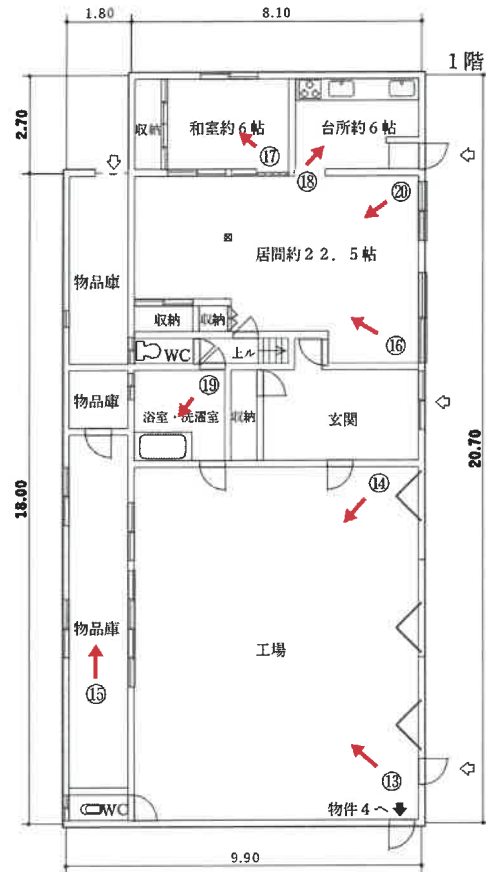 1.80
8.10
1階
2.70
収納
和室約6帖
台所約6帖
⑰
⑱
⑳
物品庫
居間約22.5帖
収納
収納
⑯
WC
上ル
⑲
物品庫
浴室・洗濯室
収納
玄関
18.00
20.70
⑭
物品庫
工場
⑮
⑬
WC
物件4へ
9.90